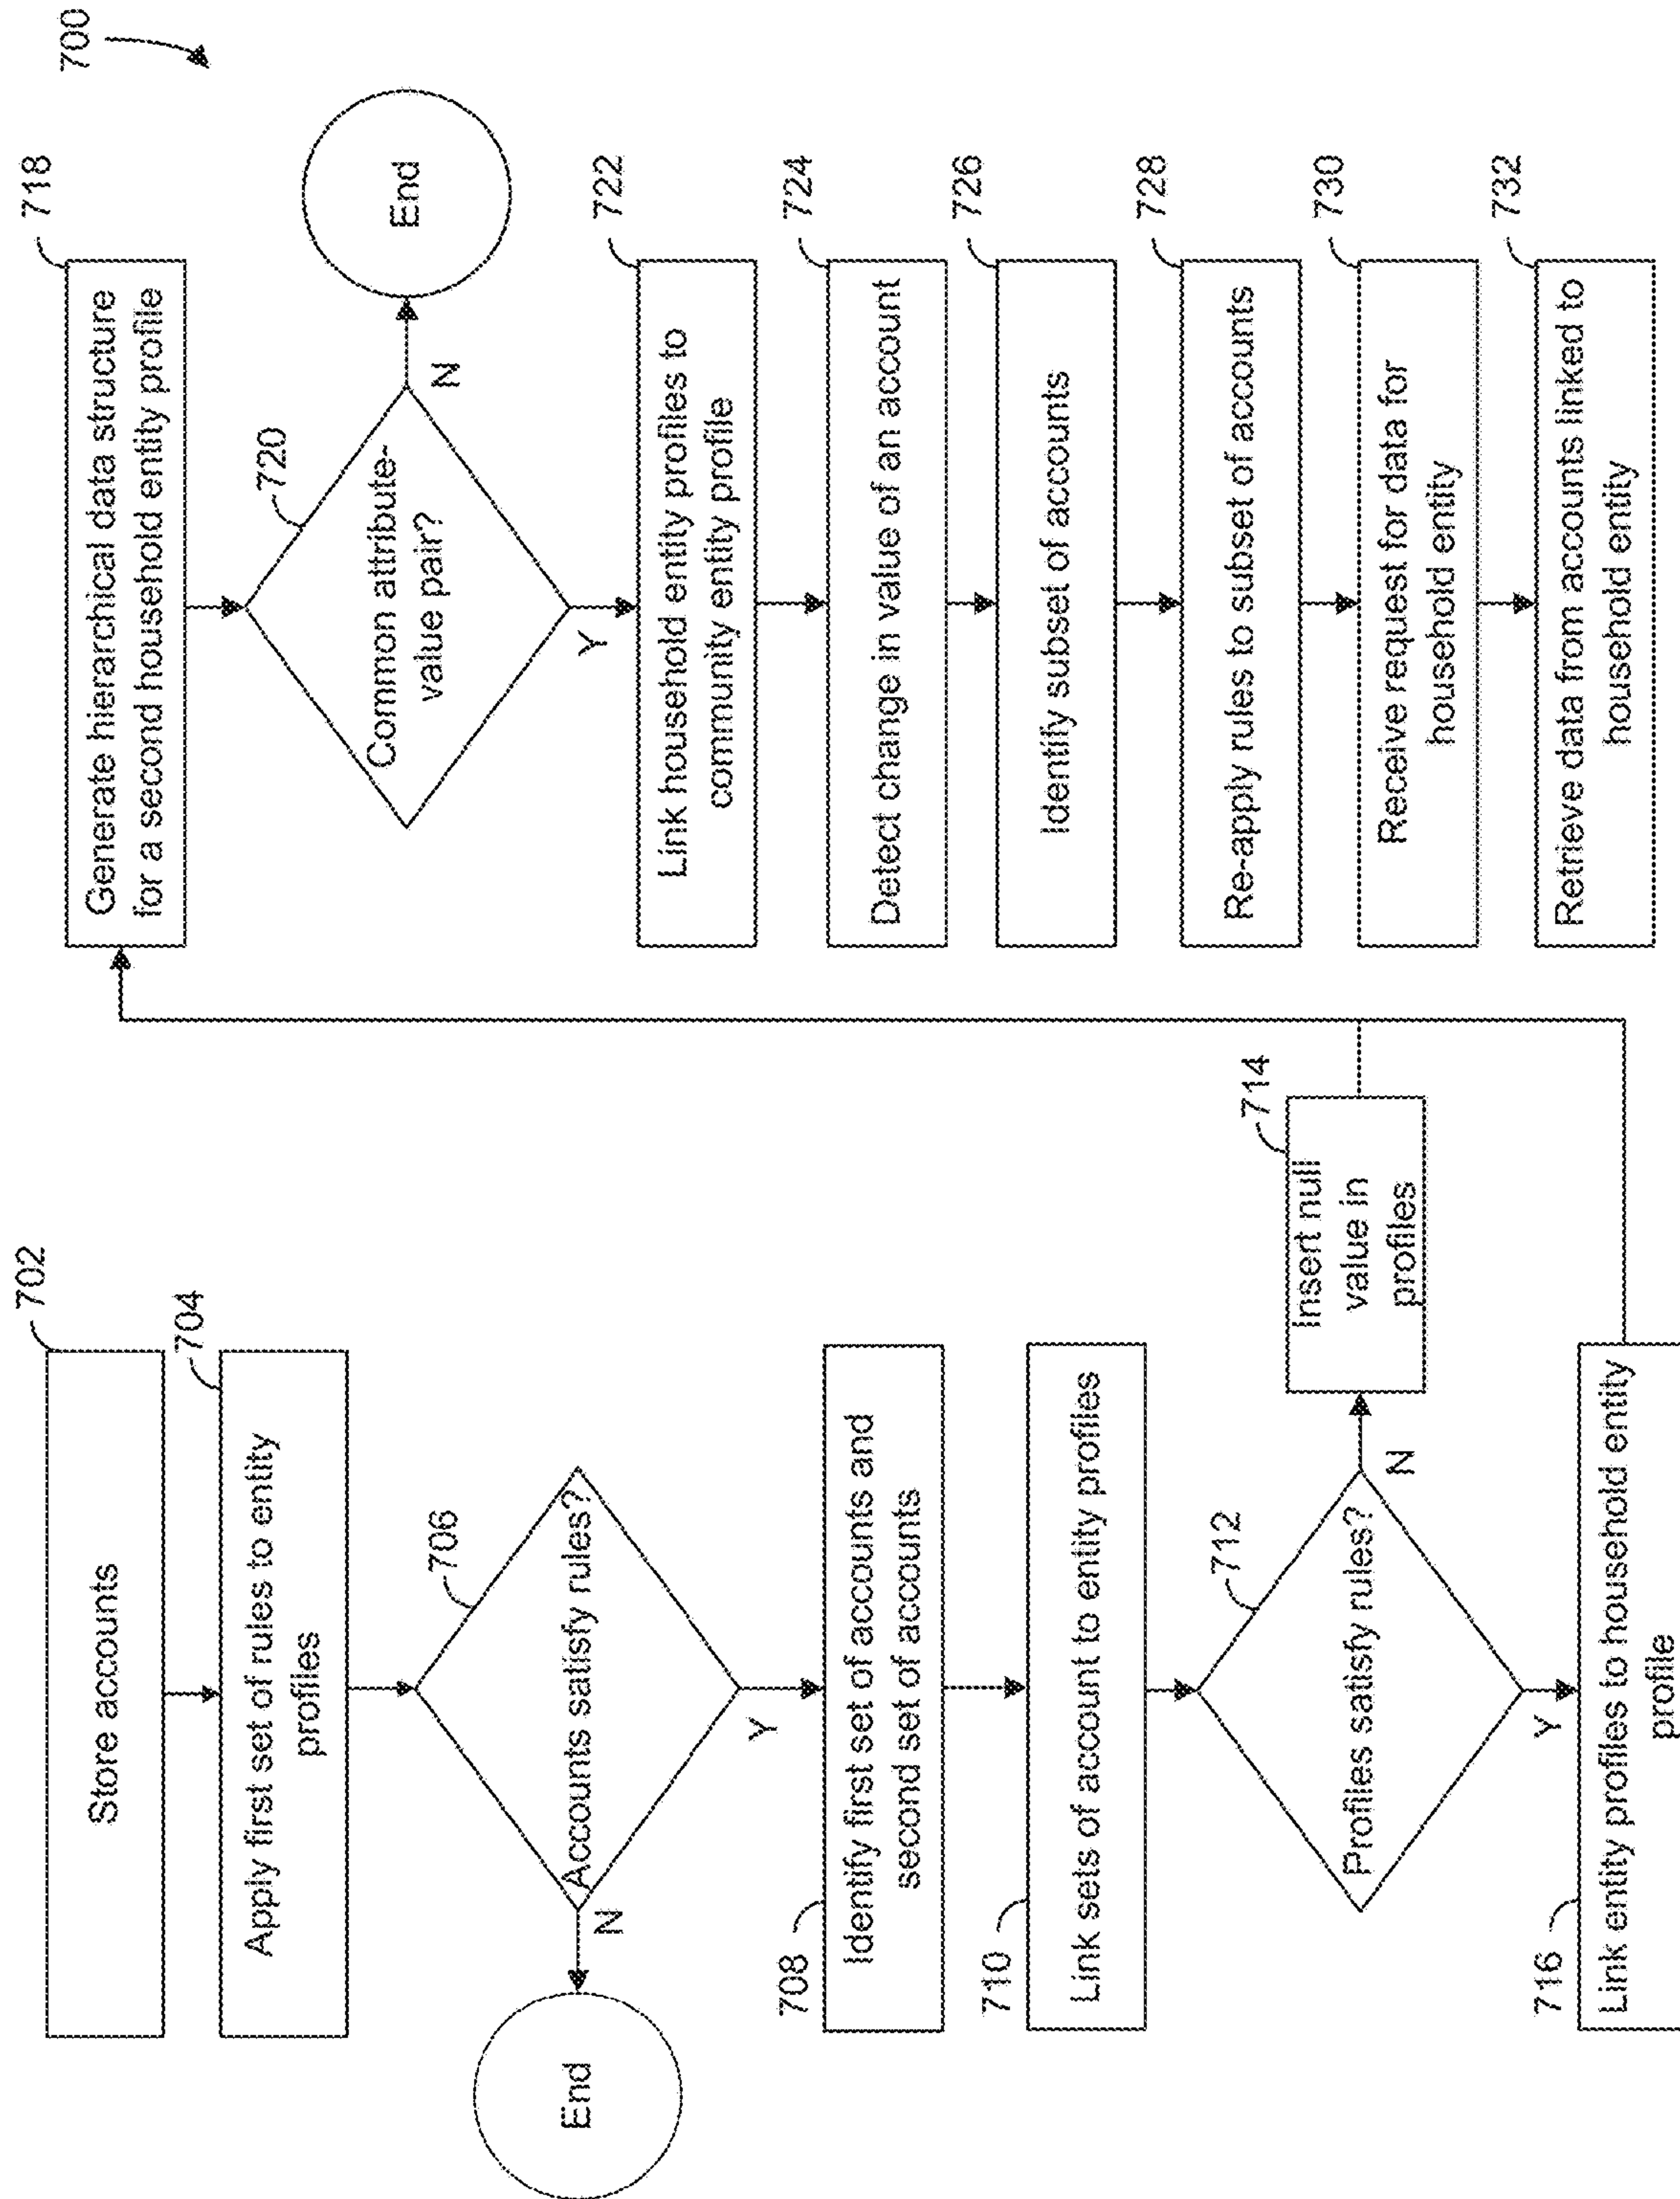 700
702
Store accounts
704
Apply first set of rules to entity
profiles
706
Accounts satisfy rules?
N
End
Y
708
Identify first set of accounts and
second set of accounts
710
Link sets of account to entity profiles
712
Profiles satisfy rules?
N
714
Insert null
value in
profiles
Y
716
Link entity profiles to household entity
profile
718
Generate hierarchical data structure
for a second household entity profile
720
Common attribute-
value pair?
N
End
Y
722
Link household entity profiles to
community entity profile
724
Detect change in value of an account
726
Identify subset of accounts
728
Re-apply rules to subset of accounts
730
Receive request for data for
household entity
732
Retrieve data from accounts linked to
household entity